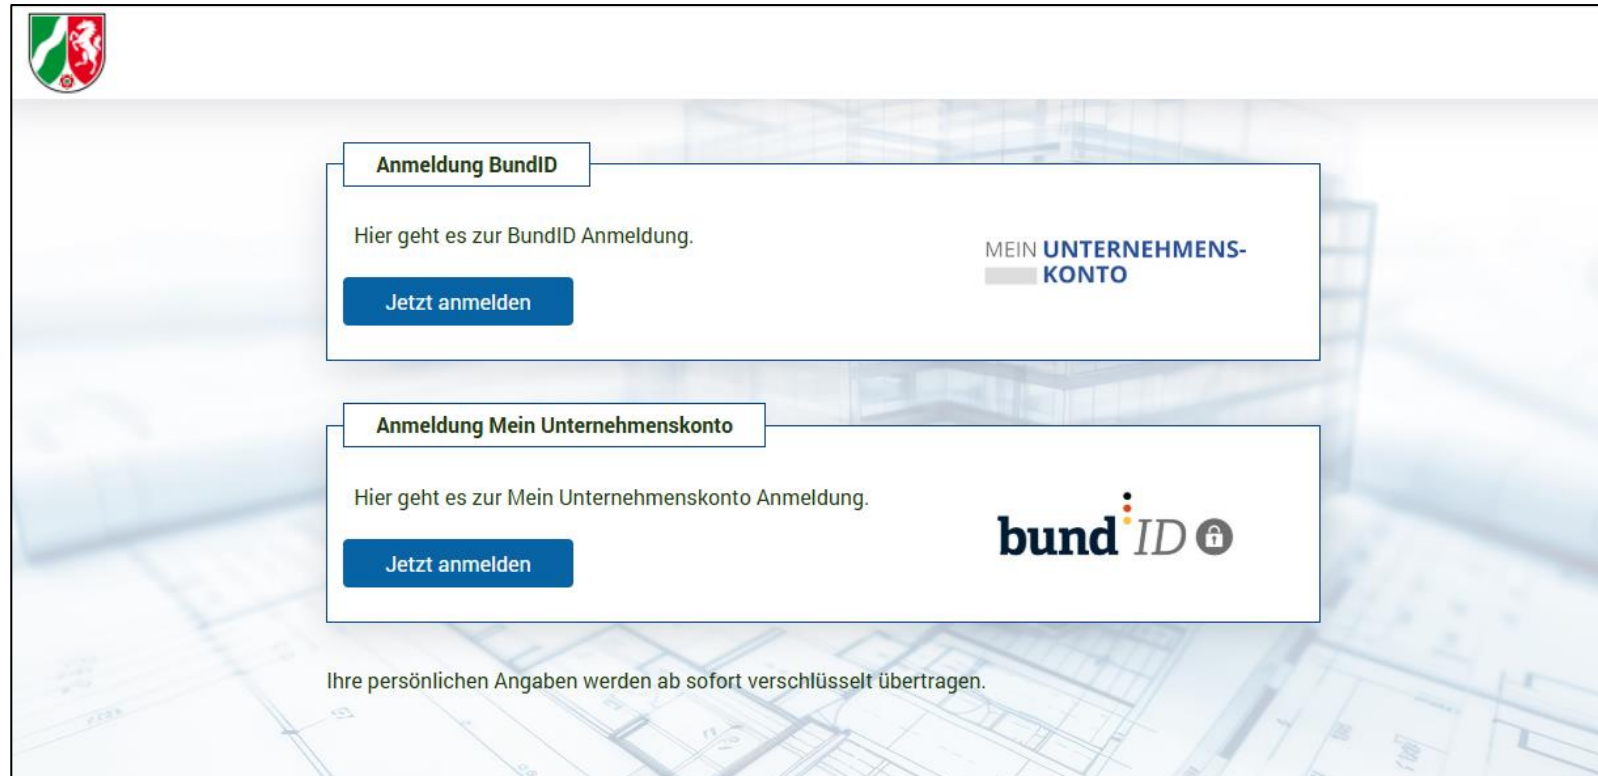 Anmeldung BundID
Hier geht es zur BundID Anmeldung.
MEIN UNTERNEHMENS-
KONTO
Jetzt anmelden
Anmeldung Mein Unternehmenskonto
Hier geht es zur Mein Unternehmenskonto Anmeldung.
bund ID
Jetzt anmelden
Ihre persönlichen Angaben werden ab sofort verschlüsselt übertragen.